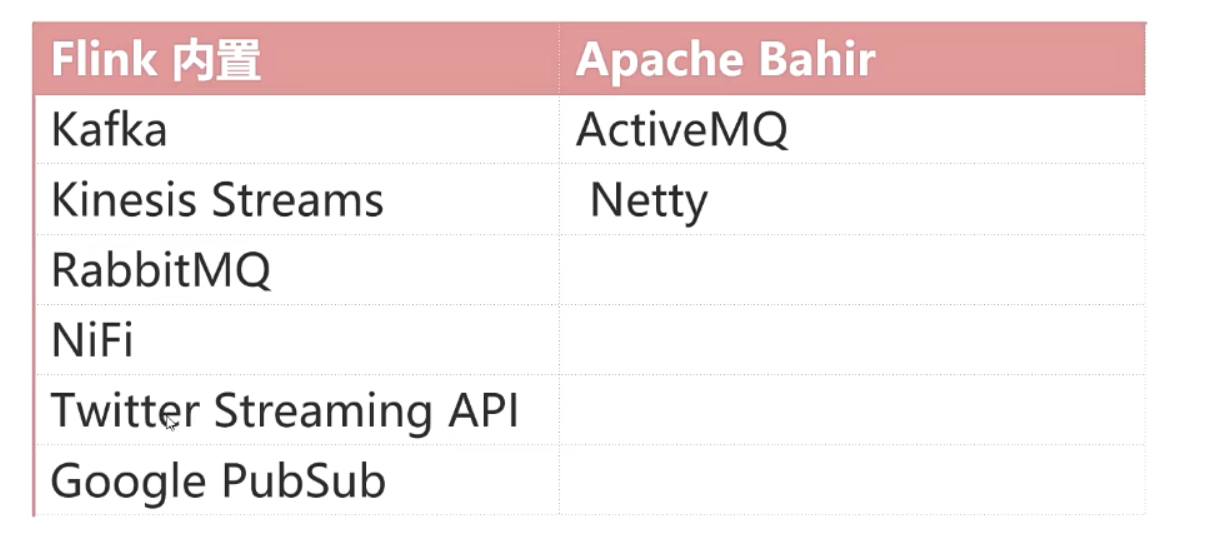 Flink 内置 Apache Bahir
Kafka ActiveMQ
Kinesis Streams Netty
RabbitMQ
NiFi
Twitter Streaming API
Google PubSub